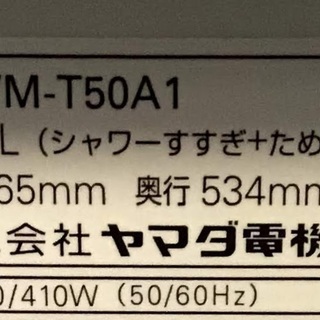 M-T50A1
L（シャワーすすぎ+ため
65mm 奥行 534mm
会社 ヤマダ電機
/410W（50/60Hz）